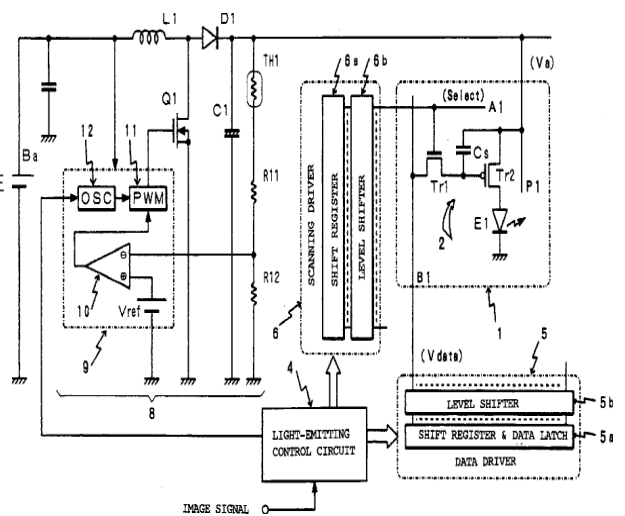 L1
D1
TH1
6a
6b
(Va)
(Select)
A1
Q1
C1
12
11
Ba
E
OSC
PWM
R11
SCANNING DRIVER
SHIFT REGISTER
LEVEL SHIFTER
Cs
Tr1
Tr2
P1
2
E1
10
Vref
R12
6
B1
1
9
8
4
(Vdata)
5
LEVEL SHIFTER
5b
LIGHT-EMITTING
CONTROL CIRCUIT
SHIFT REGISTER & DATA LATCH
5a
DATA DRIVER
IMAGE SIGNAL